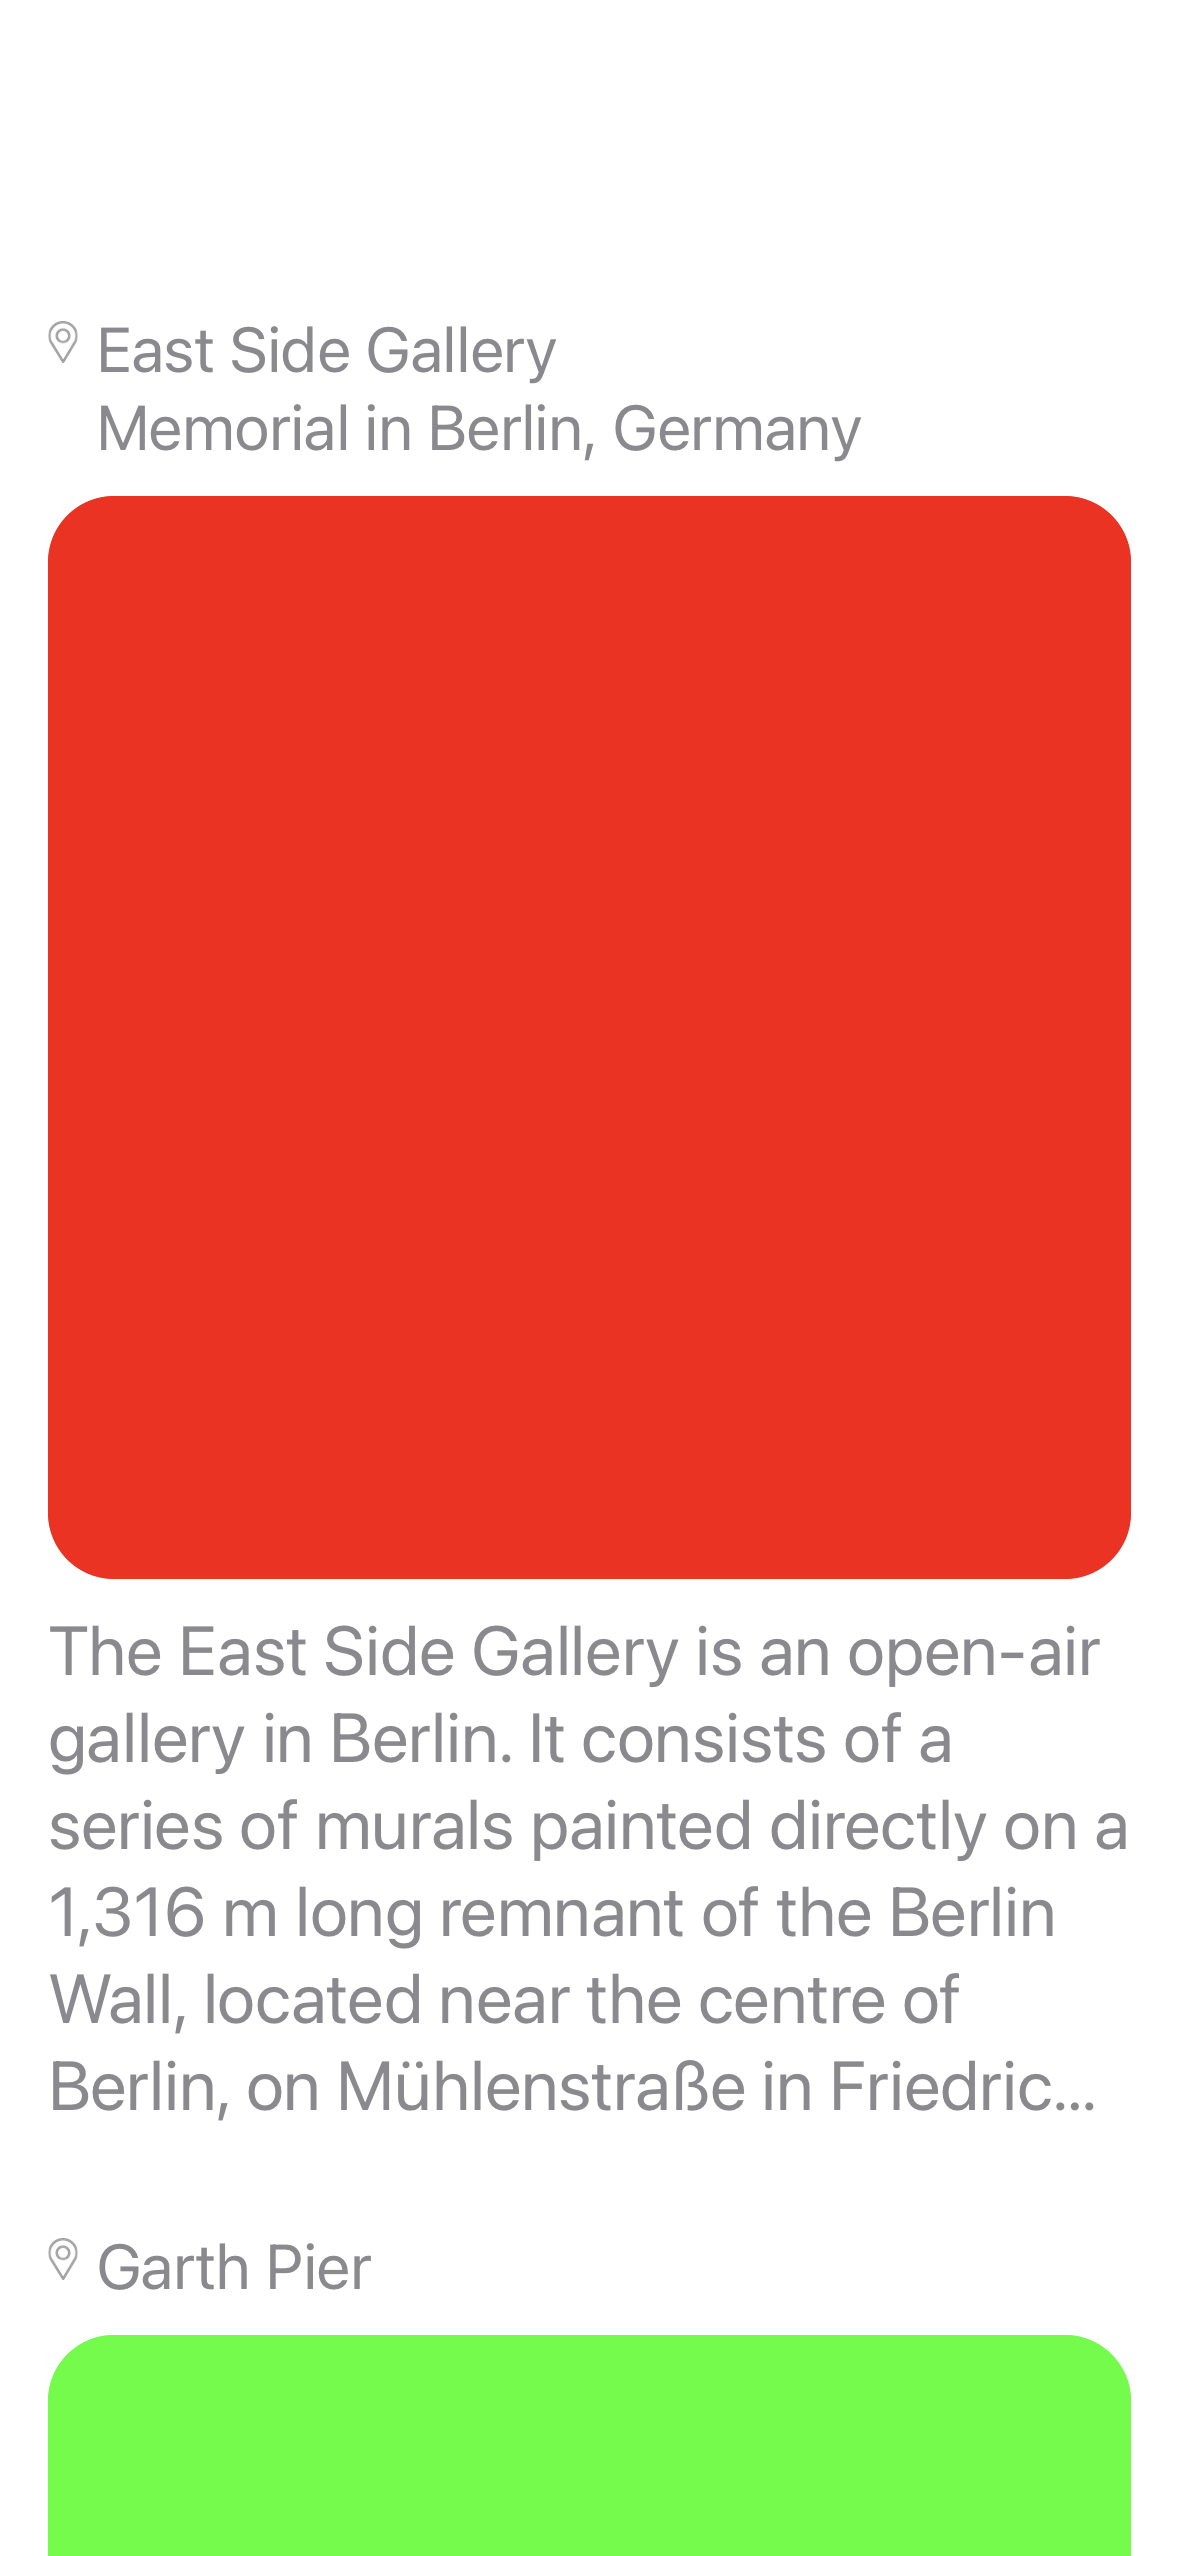 East Side Gallery
Memorial in Berlin, Germany
The East Side Gallery is an open-air
gallery in Berlin. It consists of a
series of murals painted directly on a
1,316 m long remnant of the Berlin
Wall, located near the centre of
Berlin, on Mühlenstraße in Friedric…
Garth Pier